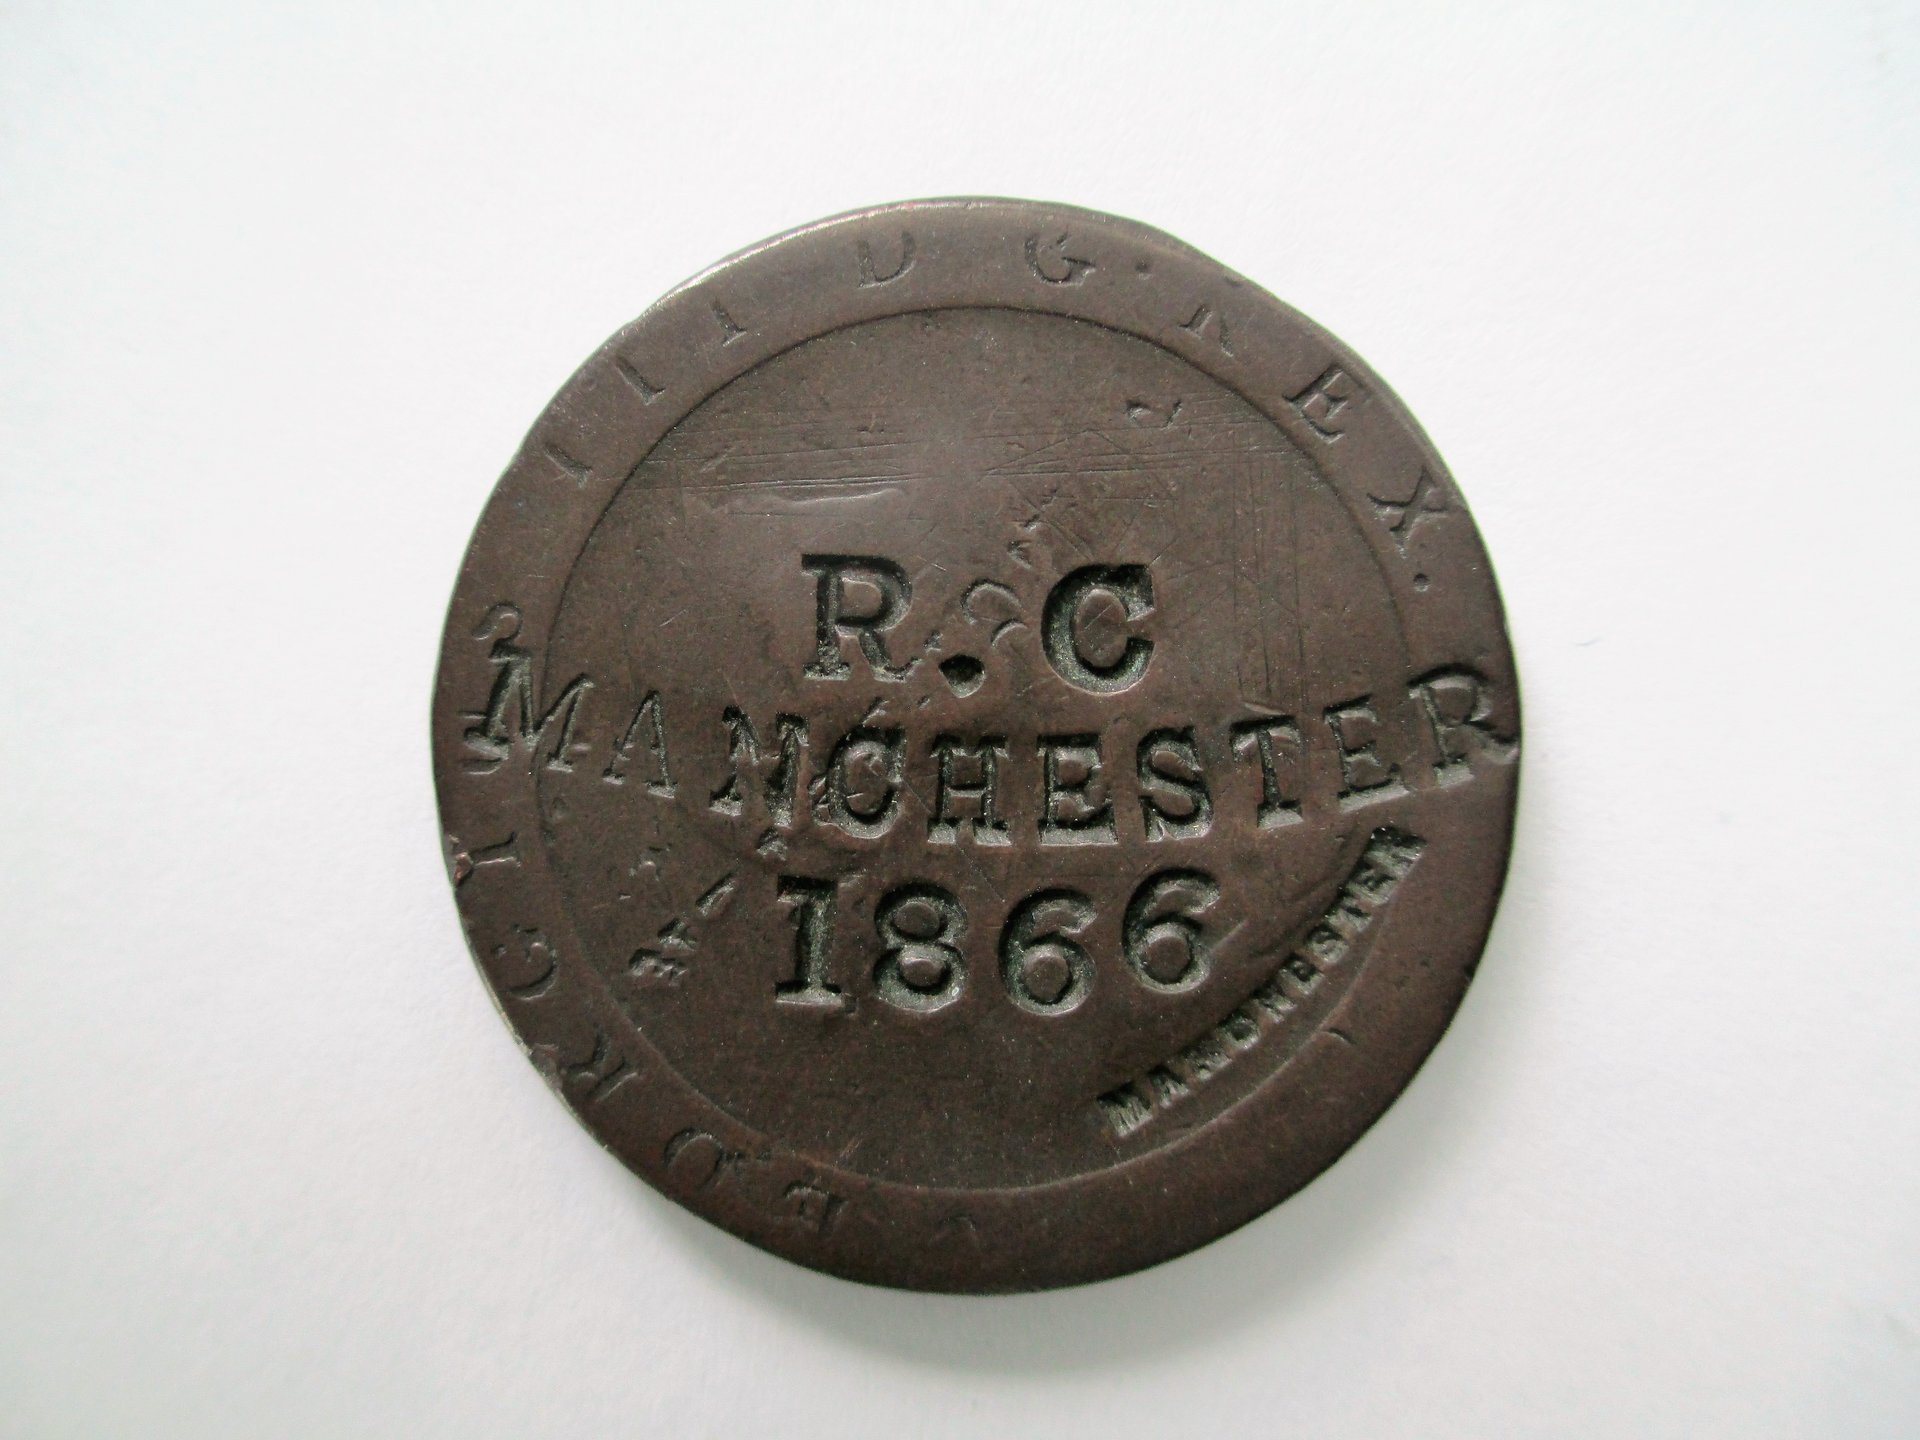 GEORGIUS III D G. REX.
R. C
MANCHESTER
1866
MANCHESTER